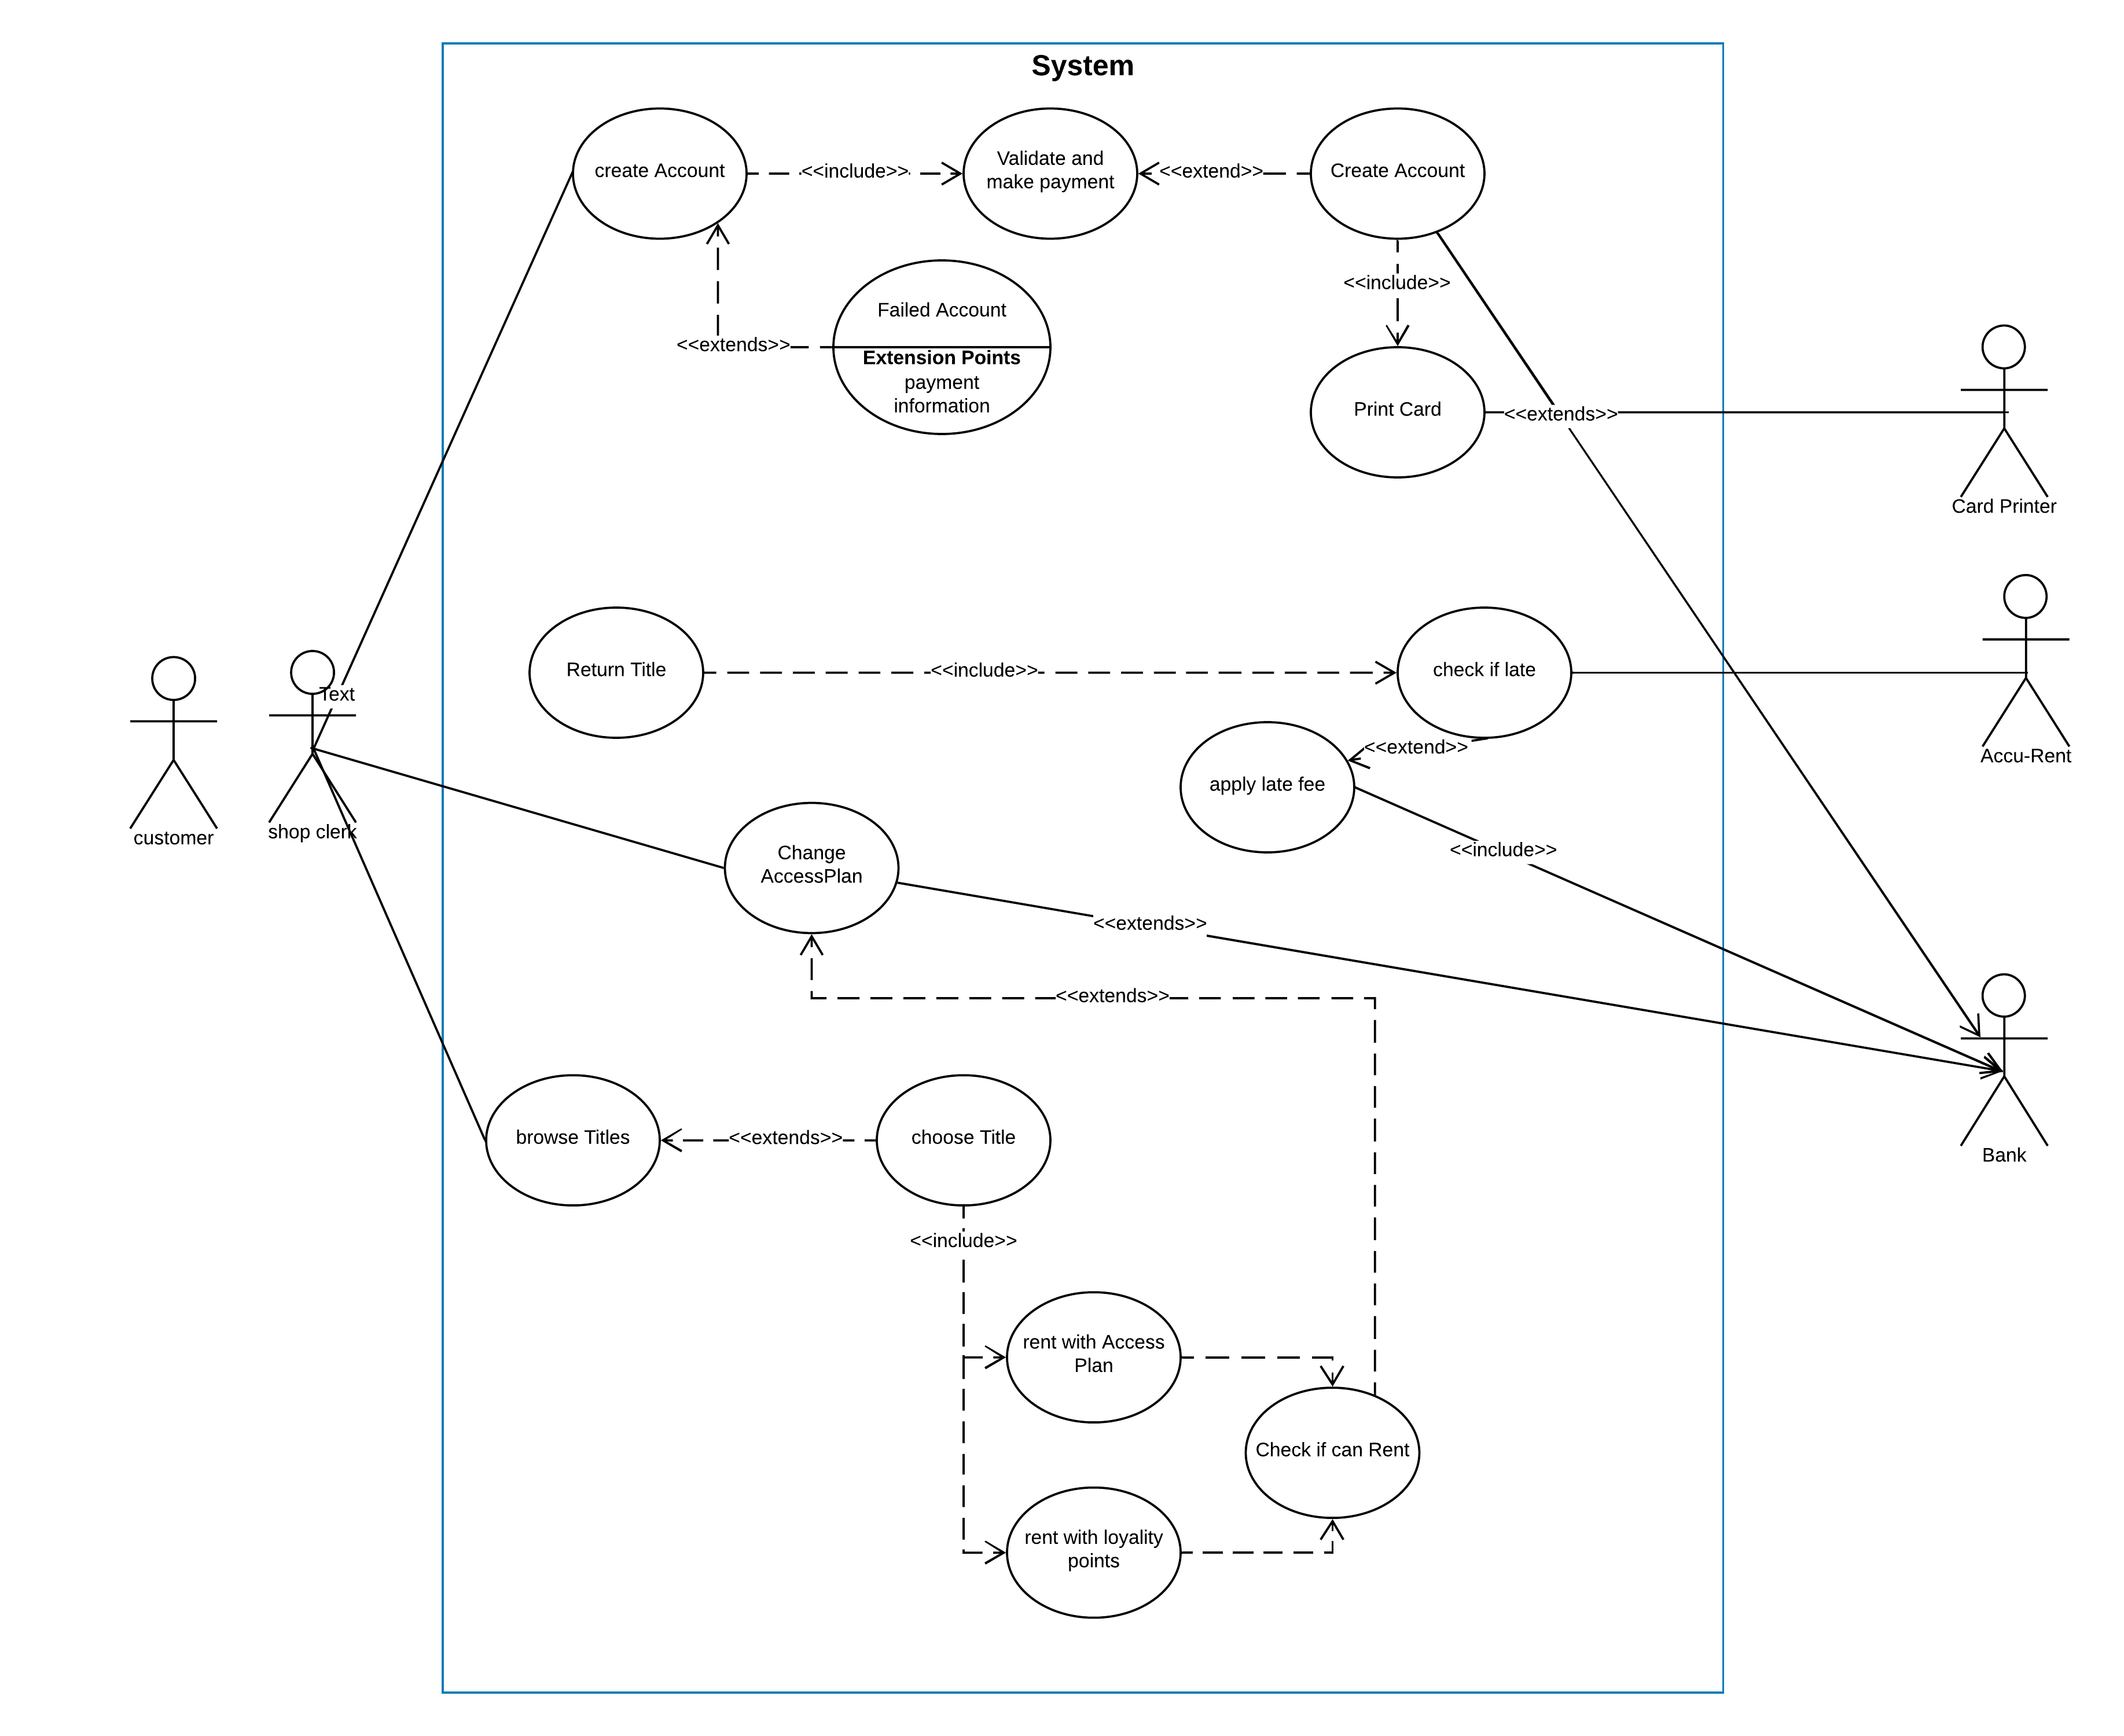 System
create Account
<<include>>
Validate and
make payment
<<extend>>
Create Account
<<include>>
Failed Account
<<extends>>
Extension Points
payment
information
Print Card
<<extends>>
Card Printer
Return Title
<<include>>
check if late
Text
<<extend>>
Accu-Rent
apply late fee
customer
shop clerk
Change
AccessPlan
<<include>>
<<extends>>
<<extends>>
browse Titles
<<extends>>
choose Title
Bank
<<include>>
rent with Access
Plan
Check if can Rent
rent with loyality
points